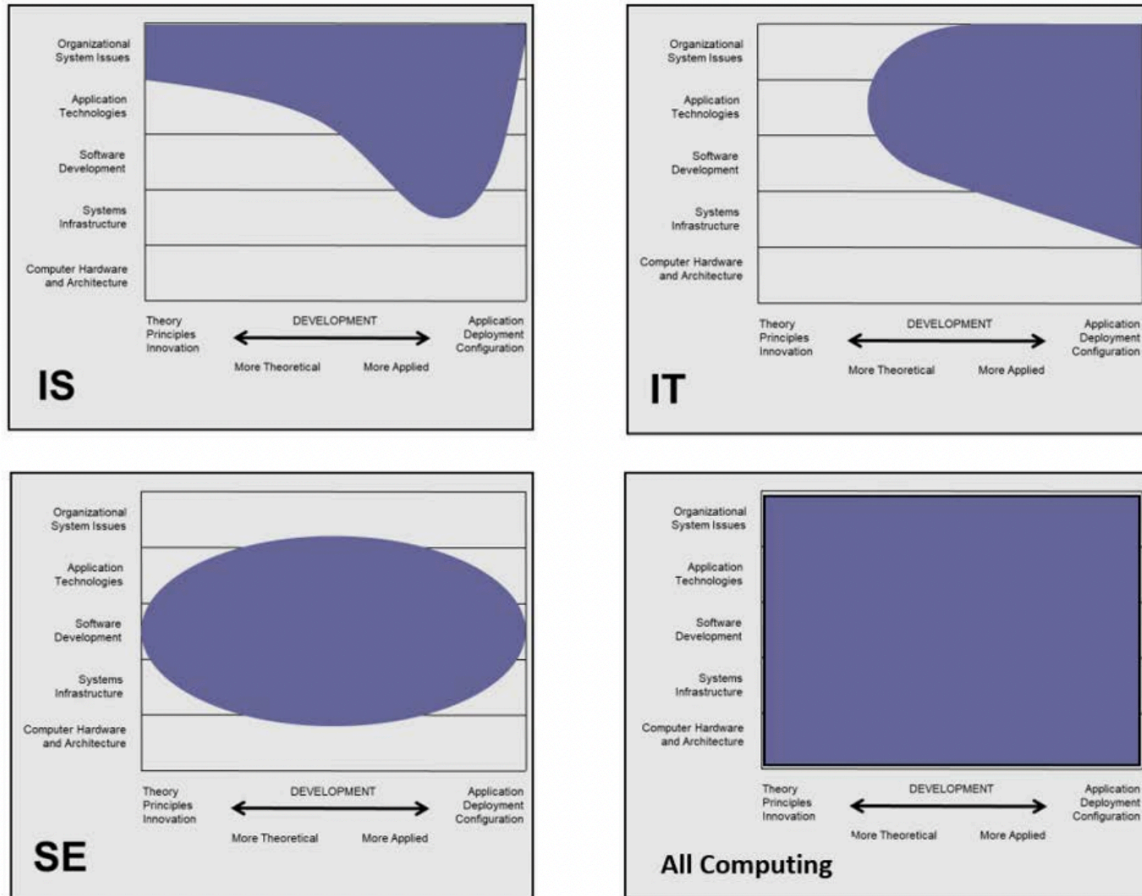 Organizational
System Issues
Application
Technologies
Software
Development
Systems
Infrastructure
Computer Hardware
and Architecture
Theory
Principles
Innovation
DEVELOPMENT
Application
Deployment
Configuration
More Theoretical
More Applied
IS
Organizational
System Issues
Application
Technologies
Software
Development
Systems
Infrastructure
Computer Hardware
and Architecture
Theory
Principles
Innovation
DEVELOPMENT
Application
Deployment
Configuration
More Theoretical
More Applied
IT
Organizational
System Issues
Application
Technologies
Software
Development
Systems
Infrastructure
Computer Hardware
and Architecture
Theory
Principles
Innovation
DEVELOPMENT
Application
Deployment
Configuration
More Theoretical
More Applied
SE
Organizational
System Issues
Application
Technologies
Software
Development
Systems
Infrastructure
Computer Hardware
and Architecture
Theory
Principles
Innovation
DEVELOPMENT
Application
Deployment
Configuration
More Theoretical
More Applied
All Computing